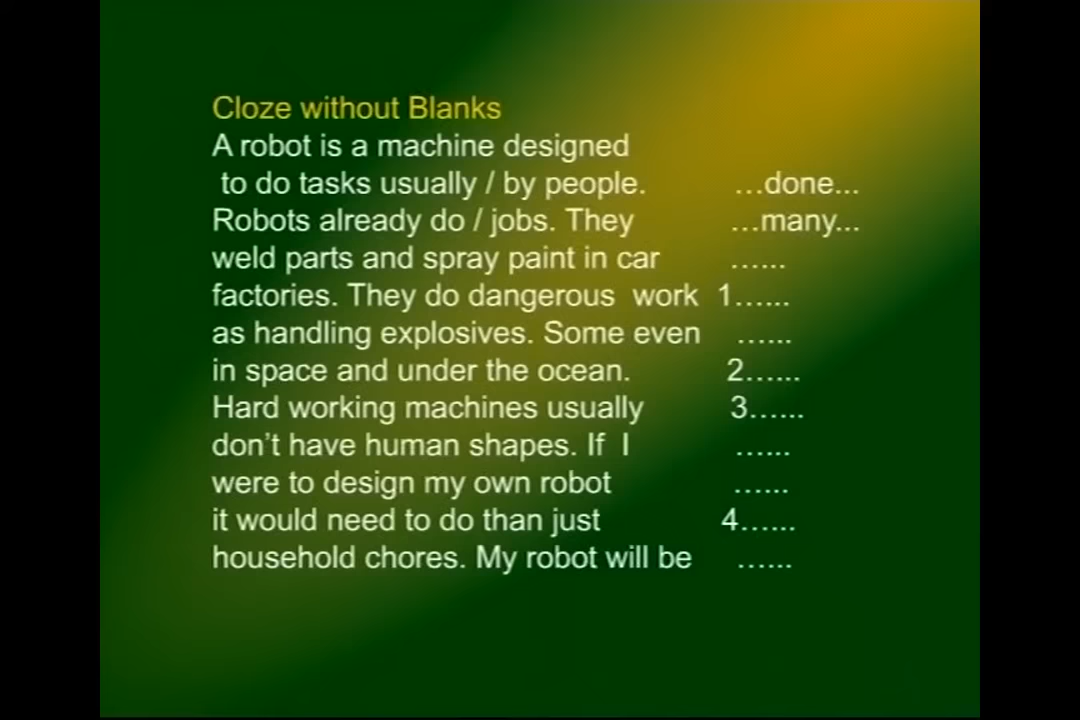 Cloze without Blanks
A robot is a machine designed
to do tasks usually / by people. …done...
Robots already do / jobs. They …many...
weld parts and spray paint in car …...
factories. They do dangerous work 1…...
as handling explosives. Some even …...
in space and under the ocean. 2…...
Hard working machines usually 3…...
don't have human shapes. If I …...
were to design my own robot …...
it would need to do than just 4…...
household chores. My robot will be …...